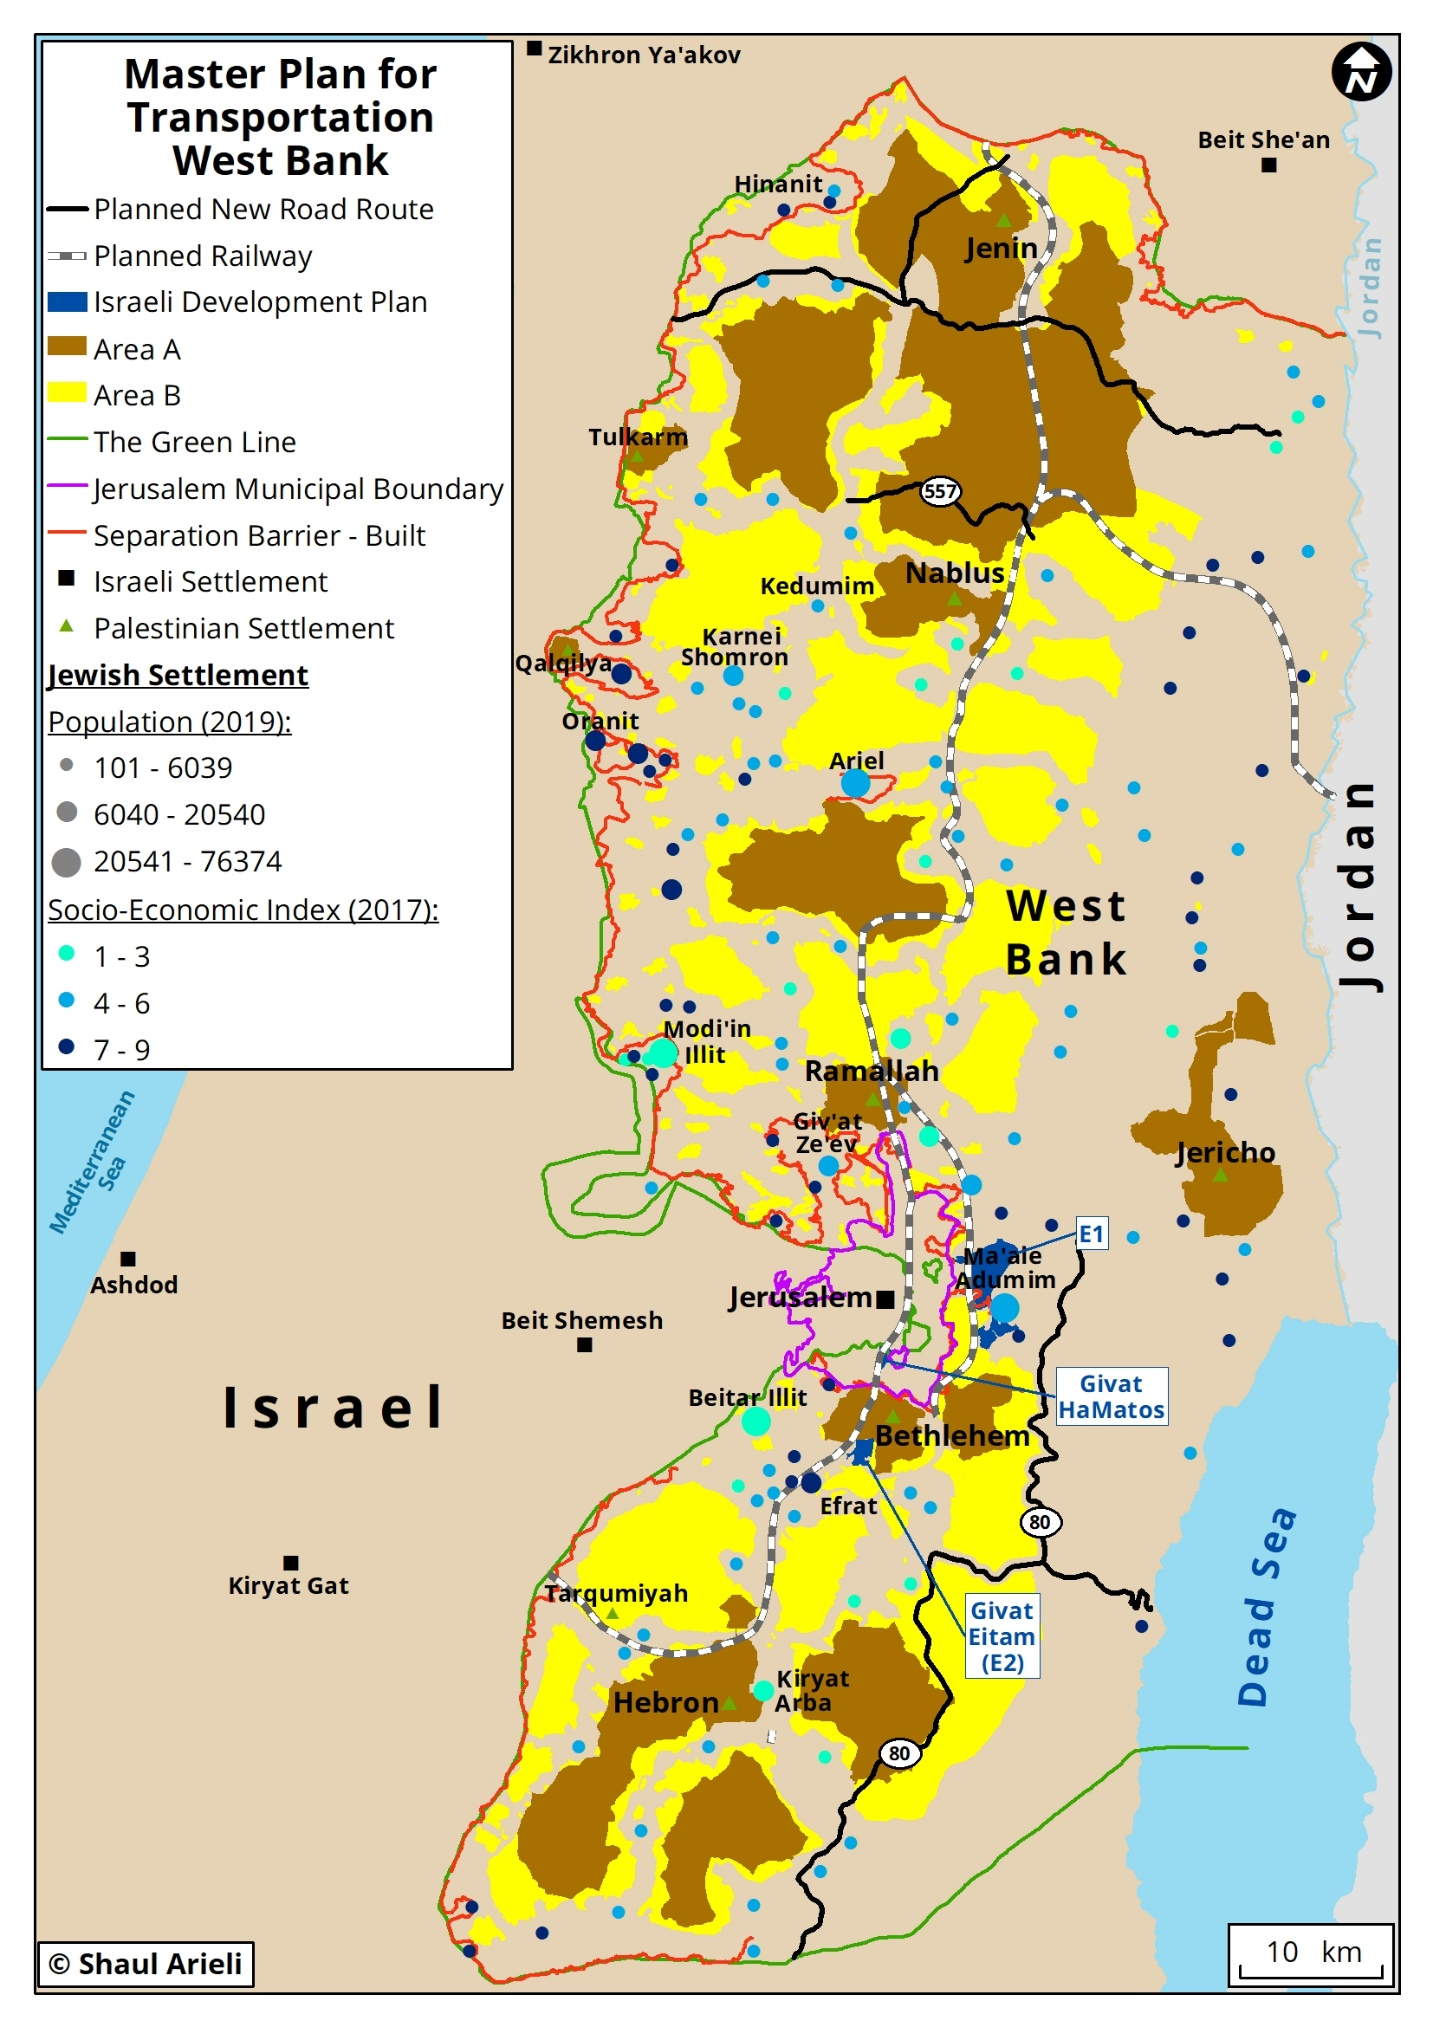 Master Plan for
Transportation
West Bank
Planned New Road Route
Planned Railway
Israeli Development Plan
Area A
Area B
The Green Line
Jerusalem Municipal Boundary
Separation Barrier - Built
Israeli Settlement
Palestinian Settlement
Jewish Settlement
Population (2019):
101 - 6039
6040 - 20540
20541 - 76374
Socio-Economic Index (2017):
1 - 3
4 - 6
7 - 9
Zikhron Ya'akov
N
Beit She'an
Hinanit
Jenin
Jordan
Tulkarm
557
Nablus
Kedumim
Karnei
Shomron
Qalqilya
Oranit
Ariel
Jordan
West
Bank
Modi'in
Illit
Ramallah
Giv'at
Ze'ev
Jericho
Mediterranean
Sea
E1
Ma'ale
Adumim
Ashdod
Jerusalem
Beit Shemesh
Israel
Givat
HaMatos
Beitar Illit
Bethlehem
Efrat
80
Dead Sea
Kiryat Gat
Tarqumiyah
Givat
Eitam
(E2)
Kiryat
Arba
Hebron
80
© Shaul Arieli
10 km